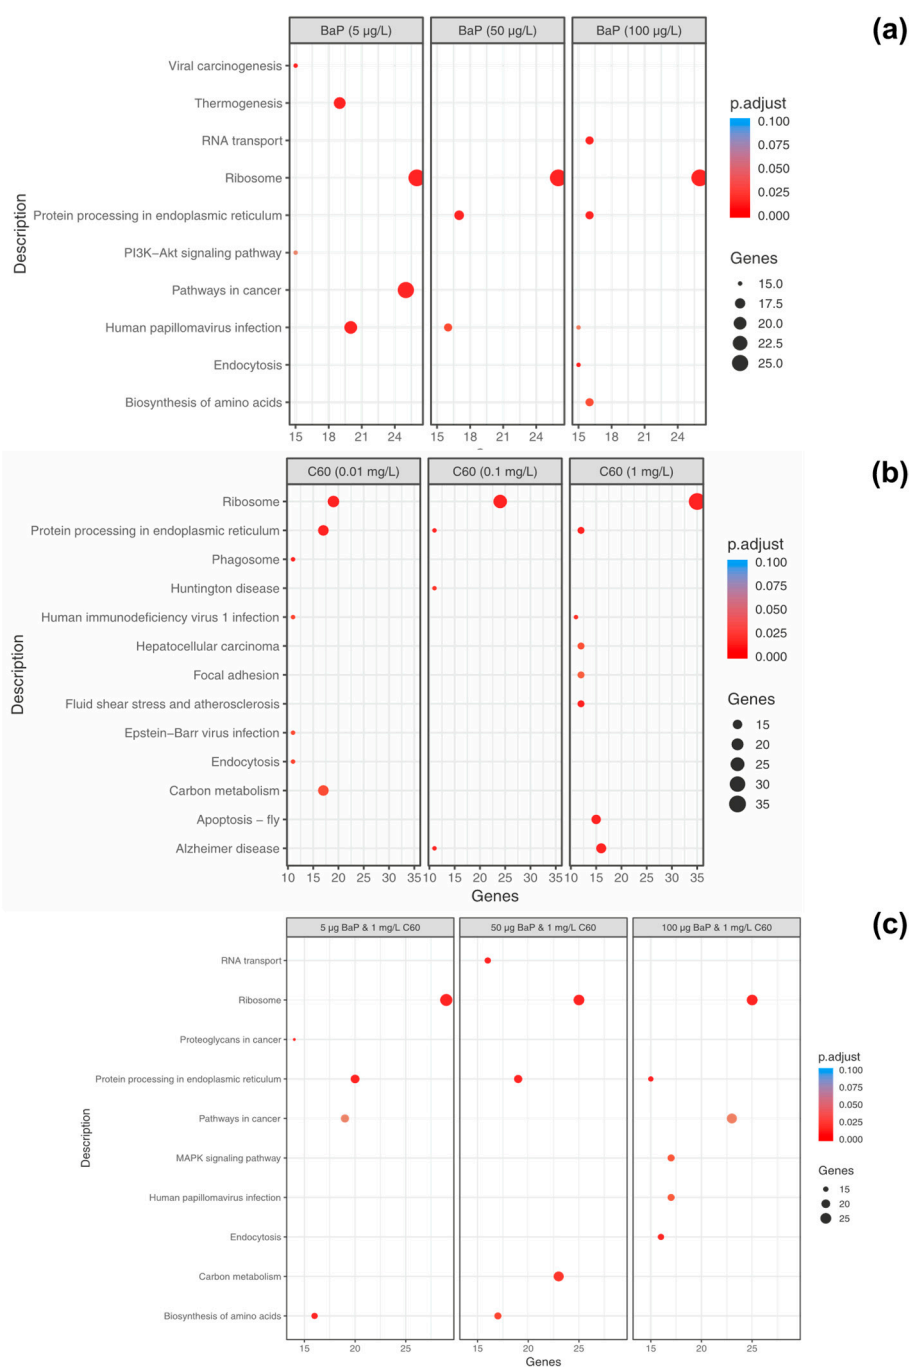 (a)
BaP (5 µg/L) BaP (50 µg/L) BaP (100 µg/L)
Viral carcinogenesis
Thermogenesis
RNA transport
Ribosome
Protein processing in endoplasmic reticulum
PI3K−Akt signaling pathway
Pathways in cancer
Human papillomavirus infection
Endocytosis
Biosynthesis of amino acids
Description
15 18 21 24 15 18 21 24 15 18 21 24
p.adjust
0.100
0.075
0.050
0.025
0.000
Genes
15.0
17.5
20.0
22.5
25.0
(b)
C60 (0.01 mg/L) C60 (0.1 mg/L) C60 (1 mg/L)
Ribosome
Protein processing in endoplasmic reticulum
Phagosome
Huntington disease
Human immunodeficiency virus 1 infection
Hepatocellular carcinoma
Focal adhesion
Fluid shear stress and atherosclerosis
Epstein−Barr virus infection
Endocytosis
Carbon metabolism
Apoptosis − fly
Alzheimer disease
Description
10 15 20 25 30 35 10 15 20 25 30 35 10 15 20 25 30 35
Genes
p.adjust
0.100
0.075
0.050
0.025
0.000
Genes
15
20
25
30
35
(c)
5 µg BaP & 1 mg/L C60 50 µg BaP & 1 mg/L C60 100 µg BaP & 1 mg/L C60
RNA transport
Ribosome
Proteoglycans in cancer
Protein processing in endoplasmic reticulum
Pathways in cancer
MAPK signaling pathway
Human papillomavirus infection
Endocytosis
Carbon metabolism
Biosynthesis of amino acids
Description
15 20 25 15 20 25 15 20 25
Genes
p.adjust
0.100
0.075
0.050
0.025
0.000
Genes
15
20
25